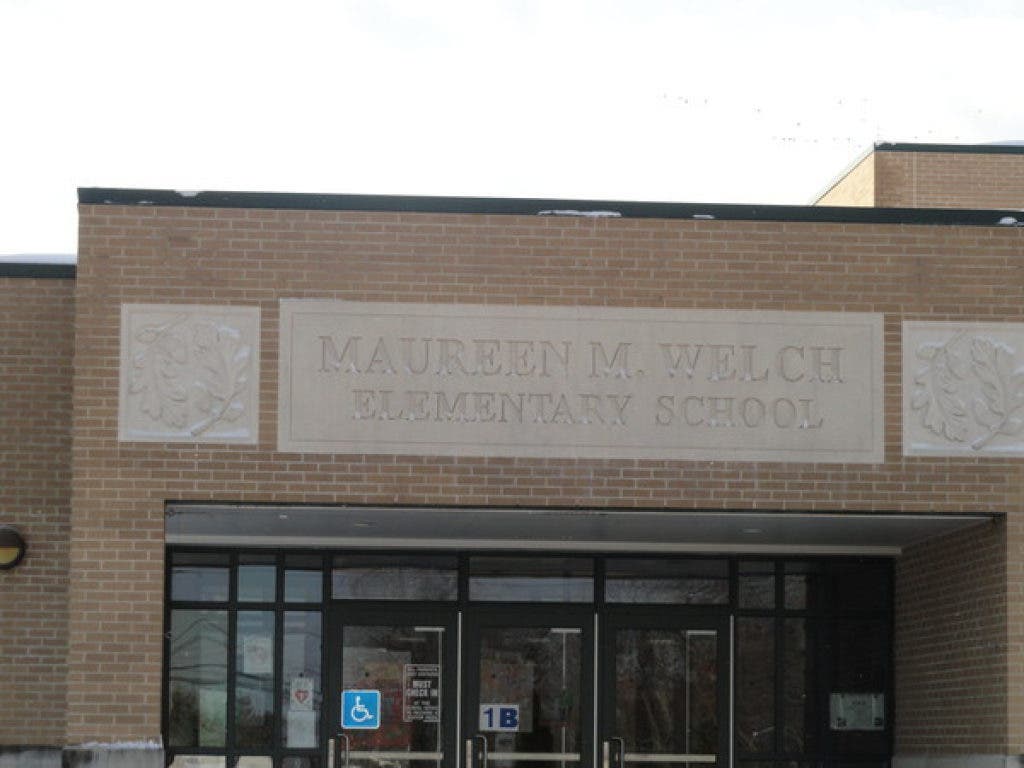 MAUREEN M. WELCH
ELEMENTARY SCHOOL
MUST
CHECK IN
1B